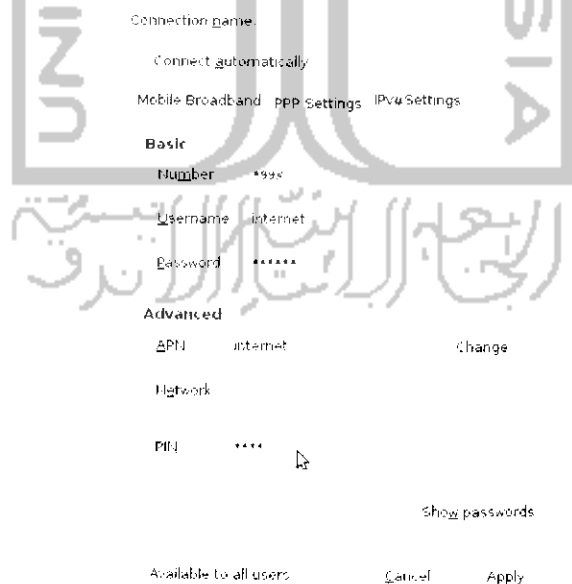 Connection name:
Connect automatically
Mobile Broadband PPP Settings IPv4 Settings
Basic
Number *99#
Username internet
Password ••••••
Advanced
APN internet Change
Network
PIN ••••
Show passwords
Available to all users Cancel Apply